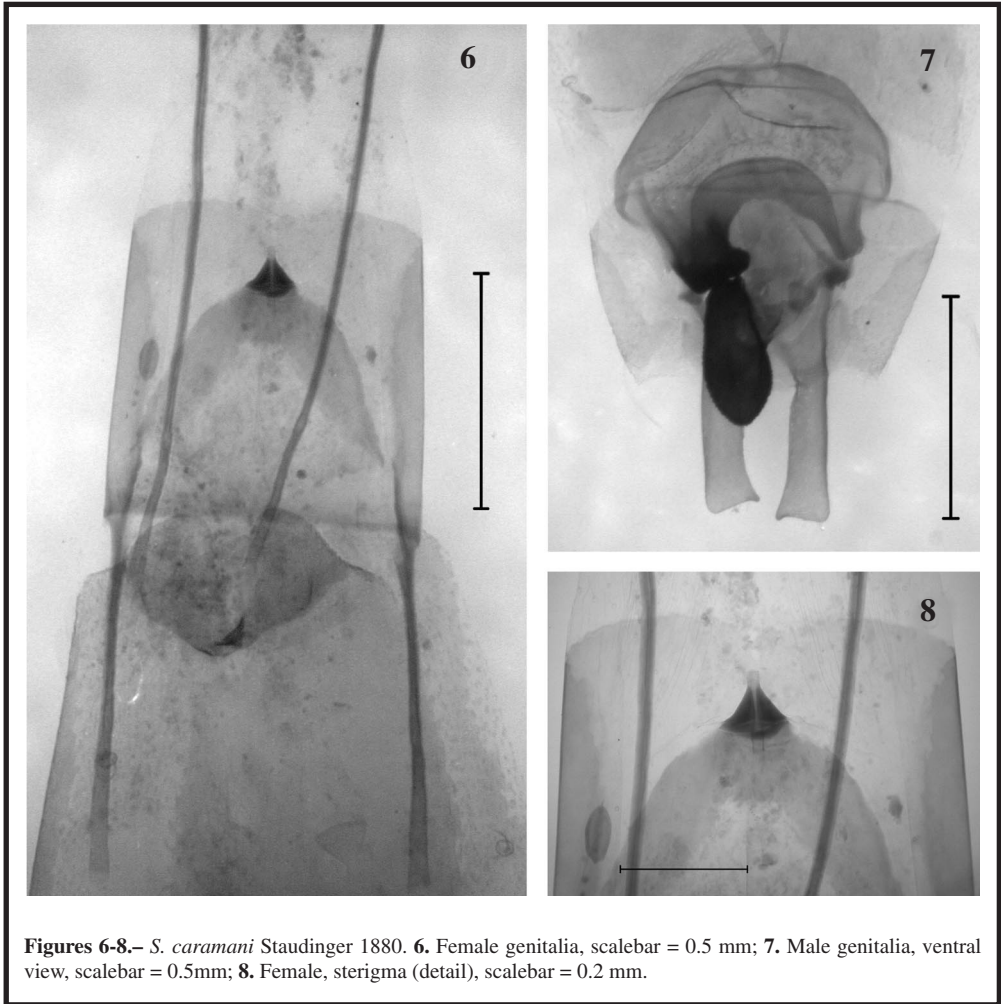 6
7
8
Figures 6-8.– S. caramani Staudinger 1880. 6. Female genitalia, scalebar = 0.5 mm; 7. Male genitalia, ventral
view, scalebar = 0.5mm; 8. Female, sterigma (detail), scalebar = 0.2 mm.